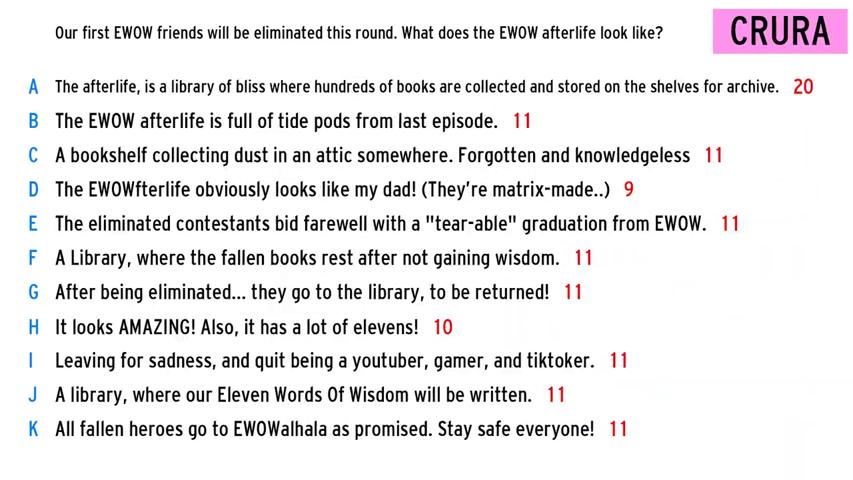 Our first EWOW friends will be eliminated this round. What does the EWOW afterlife look like?
CRURA
A The afterlife, is a library of bliss where hundreds of books are collected and stored on the shelves for archive. 20
B The EWOW afterlife is full of tide pods from last episode. 11
C A bookshelf collecting dust in an attic somewhere. Forgotten and knowledgeless 11
D The EWOWfterlife obviously looks like my dad! (They're matrix-made..) 9
E The eliminated contestants bid farewell with a "tear-able" graduation from EWOW. 11
F A Library, where the fallen books rest after not gaining wisdom. 11
G After being eliminated... they go to the library, to be returned! 11
H It looks AMAZING! Also, it has a lot of elevens! 10
I Leaving for sadness, and quit being a youtuber, gamer, and tiktoker. 11
J A library, where our Eleven Words Of Wisdom will be written. 11
K All fallen heroes go to EWOWalhala as promised. Stay safe everyone! 11